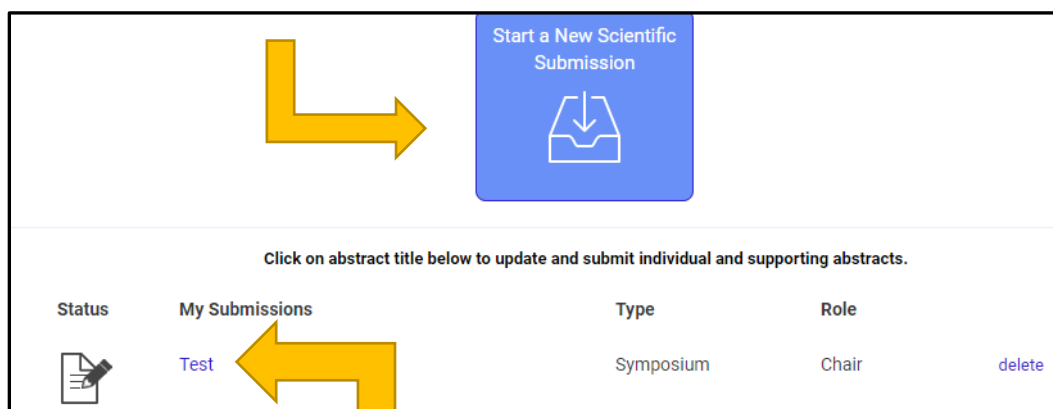 Start a New Scientific
Submission
Click on abstract title below to update and submit individual and supporting abstracts.
Status My Submissions Type Role
Test Symposium Chair delete